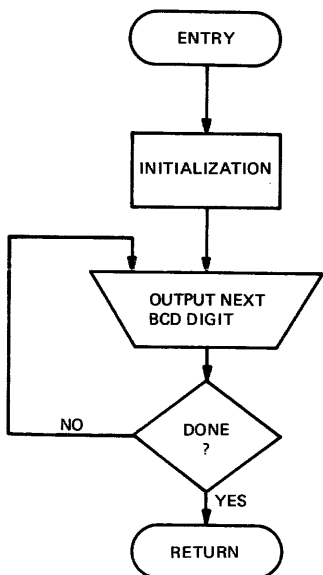 ENTRY
INITIALIZATION
OUTPUT NEXT
BCD DIGIT
DONE
?
NO
YES
RETURN